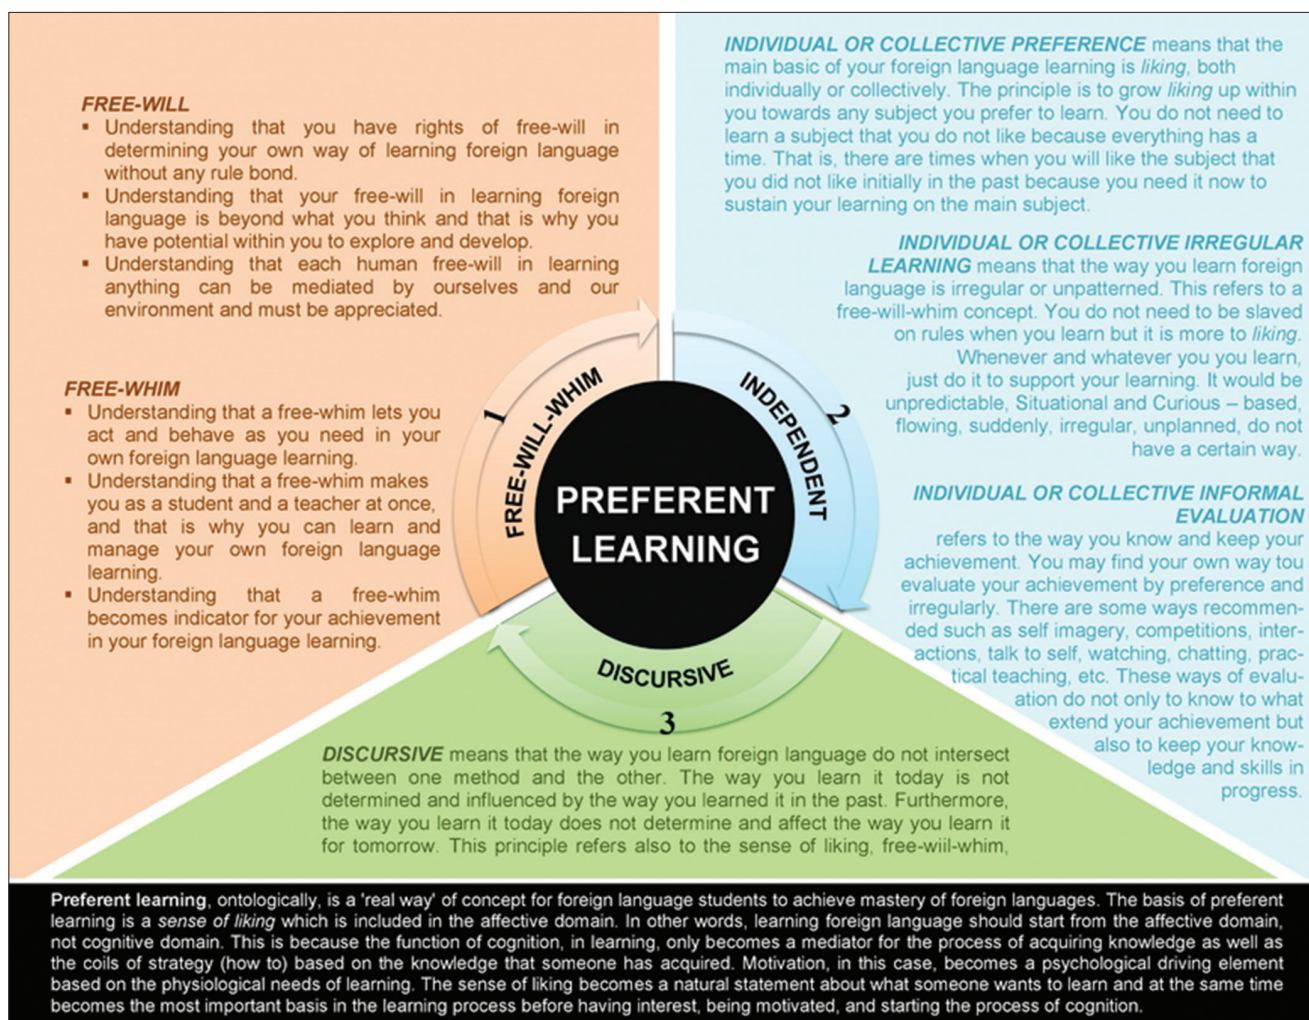 FREE-WILL
▪ Understanding that you have rights of free-will in
determining your own way of learning foreign language
without any rule bond.
▪ Understanding that your free-will in learning foreign
language is beyond what you think and that is why you
have potential within you to explore and develop.
▪ Understanding that each human free-will in learning
anything can be mediated by ourselves and our
environment and must be appreciated.
FREE-WHIM
▪ Understanding that a free-whim lets you
act and behave as you need in your
own foreign language learning.
▪ Understanding that a free-whim makes
you as a student and a teacher at once,
and that is why you can learn and
manage your own foreign language
learning.
▪ Understanding that a free-whim
becomes indicator for your achievement
in your foreign language learning.
INDIVIDUAL OR COLLECTIVE PREFERENCE means that the
main basic of your foreign language learning is liking, both
individually or collectively. The principle is to grow liking up within
you towards any subject you prefer to learn. You do not need to
learn a subject that you do not like because everything has a
time. That is, there are times when you will like the subject that
you did not like initially in the past because you need it now to
sustain your learning on the main subject.
INDIVIDUAL OR COLLECTIVE IRREGULAR
LEARNING means that the way you learn foreign
language is irregular or unpatterned. This refers to a
free-will-whim concept. You do not need to be slaved
on rules when you learn but it is more to liking.
Whenever and whatever you you learn,
just do it to support your learning. It would be
unpredictable, Situational and Curious – based,
flowing, suddenly, irregular, unplanned, do not
have a certain way.
INDIVIDUAL OR COLLECTIVE INFORMAL
EVALUATION
refers to the way you know and keep your
achievement. You may find your own way tou
evaluate your achievement by preference and
irregularly. There are some ways recommen-
ded such as self imagery, competitions, inter-
actions, talk to self, watching, chatting, prac-
tical teaching, etc. These ways of evalu-
ation do not only to know to what
extend your achievement but
also to keep your know-
ledge and skills in
progress.
1
FREE-WILL-WHIM
2
INDEPENDENT
PREFERENT
LEARNING
DISCURSIVE
3
DISCURSIVE means that the way you learn foreign language do not intersect
between one method and the other. The way you learn it today is not
determined and influenced by the way you learned it in the past. Furthermore,
the way you learn it today does not determine and affect the way you learn it
for tomorrow. This principle refers also to the sense of liking, free-wiil-whim,
Preferent learning, ontologically, is a 'real way' of concept for foreign language students to achieve mastery of foreign languages. The basis of preferent
learning is a sense of liking which is included in the affective domain. In other words, learning foreign language should start from the affective domain,
not cognitive domain. This is because the function of cognition, in learning, only becomes a mediator for the process of acquiring knowledge as well as
the coils of strategy (how to) based on the knowledge that someone has acquired. Motivation, in this case, becomes a psychological driving element
based on the physiological needs of learning. The sense of liking becomes a natural statement about what someone wants to learn and at the same time
becomes the most important basis in the learning process before having interest, being motivated, and starting the process of cognition.